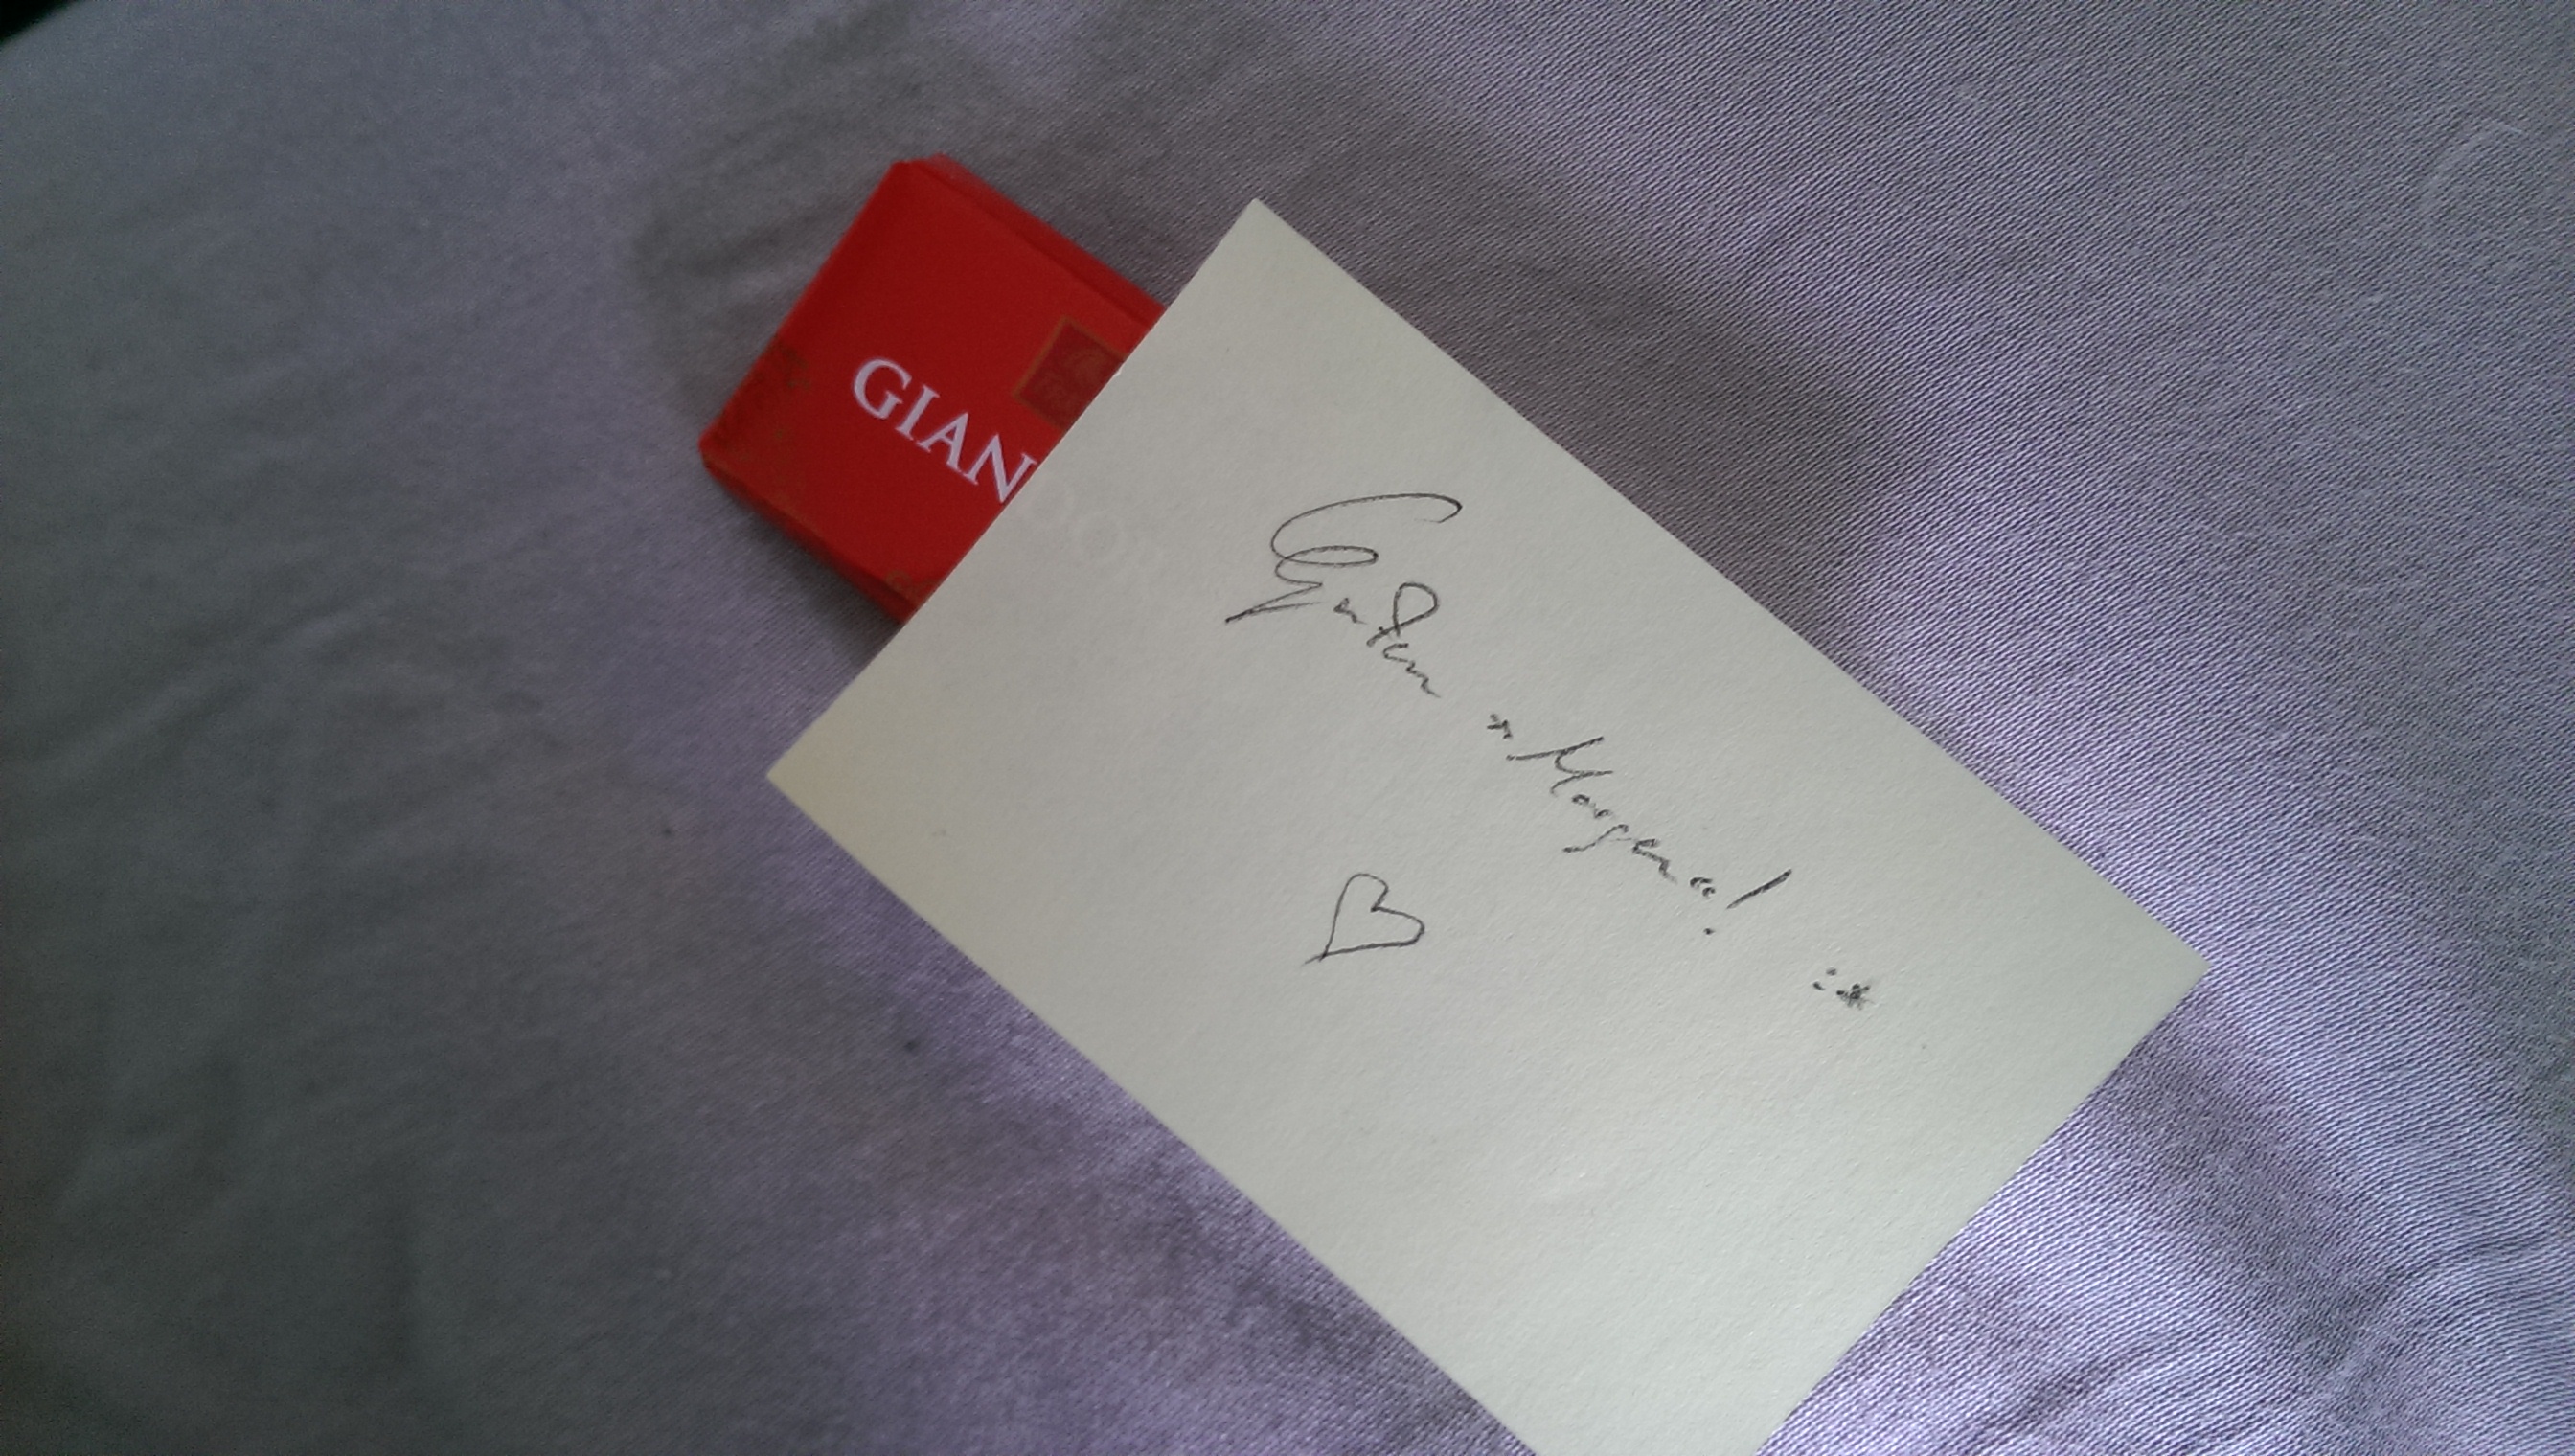 GIAN
Guten "Morgen"! :*